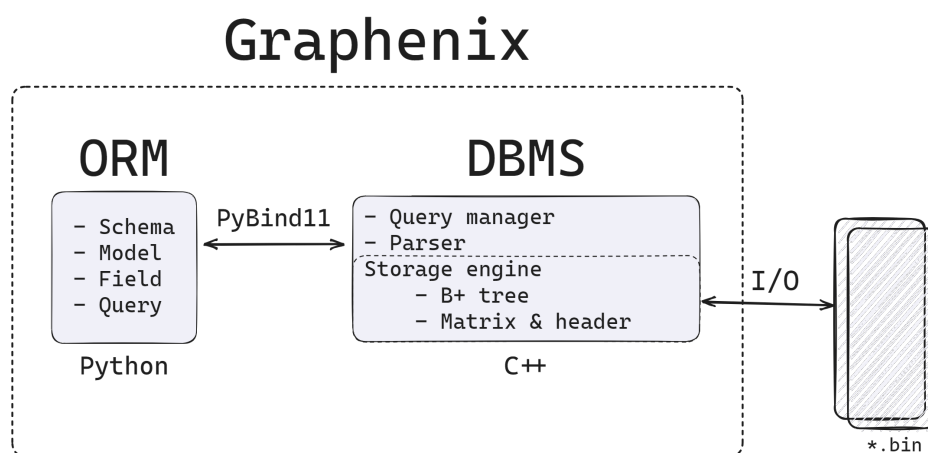 Graphenix
ORM
- Schema
- Model
- Field
- Query
Python
PyBind11
DBMS
- Query manager
- Parser
Storage engine
- B+ tree
- Matrix & header
C++
I/O
*.bin